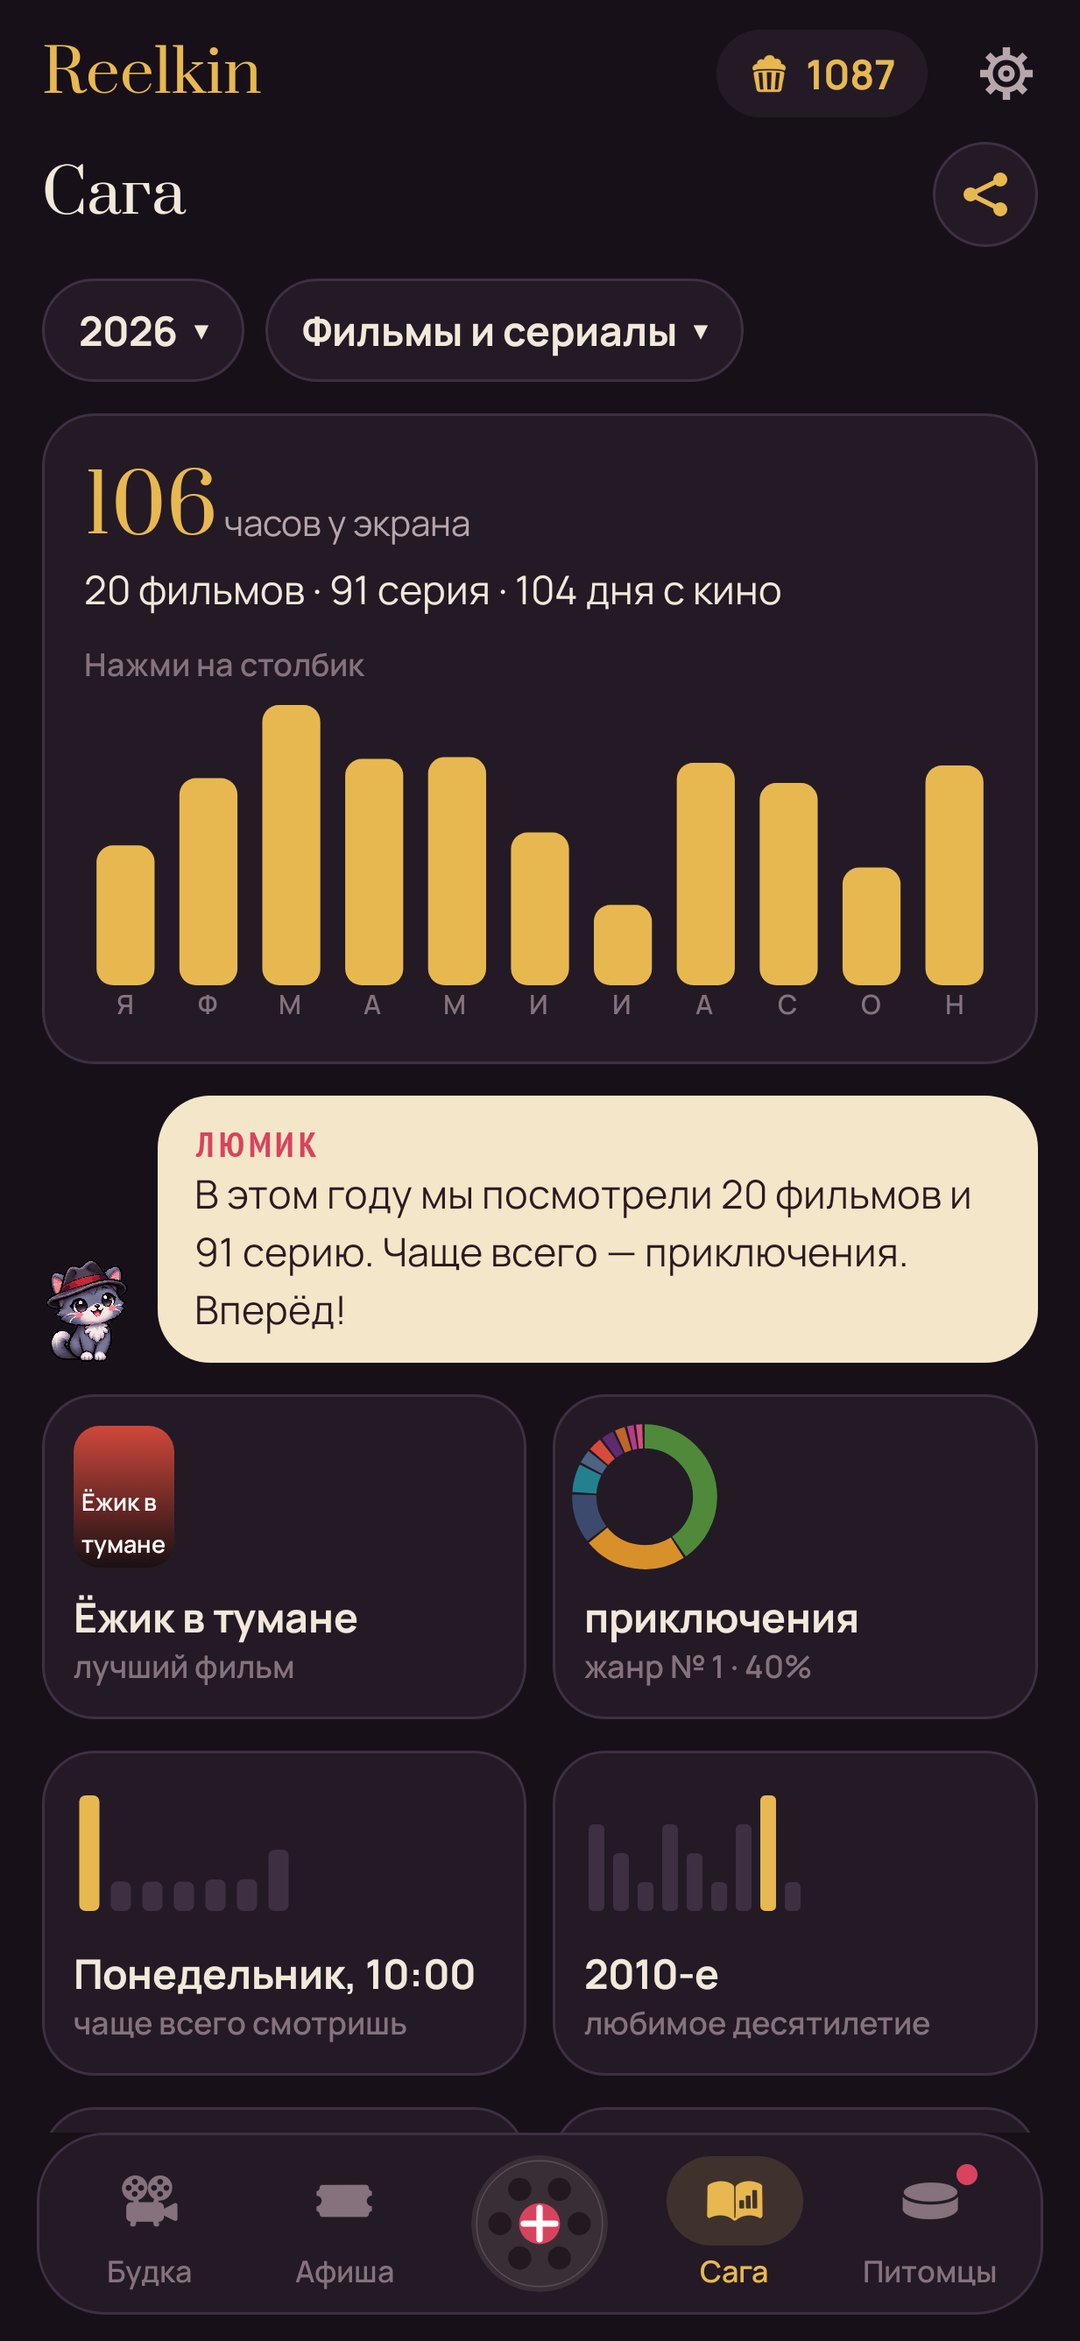 Reelkin
1087
Сага
2026 ▾
Фильмы и сериалы ▾
106 часов у экрана
20 фильмов · 91 серия · 104 дня с кино
Нажми на столбик
Я Ф М А М И И А С О Н
ЛЮМИК
В этом году мы посмотрели 20 фильмов и
91 серию. Чаще всего — приключения.
Вперёд!
Ёжик в
тумане
Ёжик в тумане
лучший фильм
приключения
жанр № 1 · 40%
Понедельник, 10:00
чаще всего смотришь
2010-е
любимое десятилетие
Будка
Афиша
Сага
Питомцы